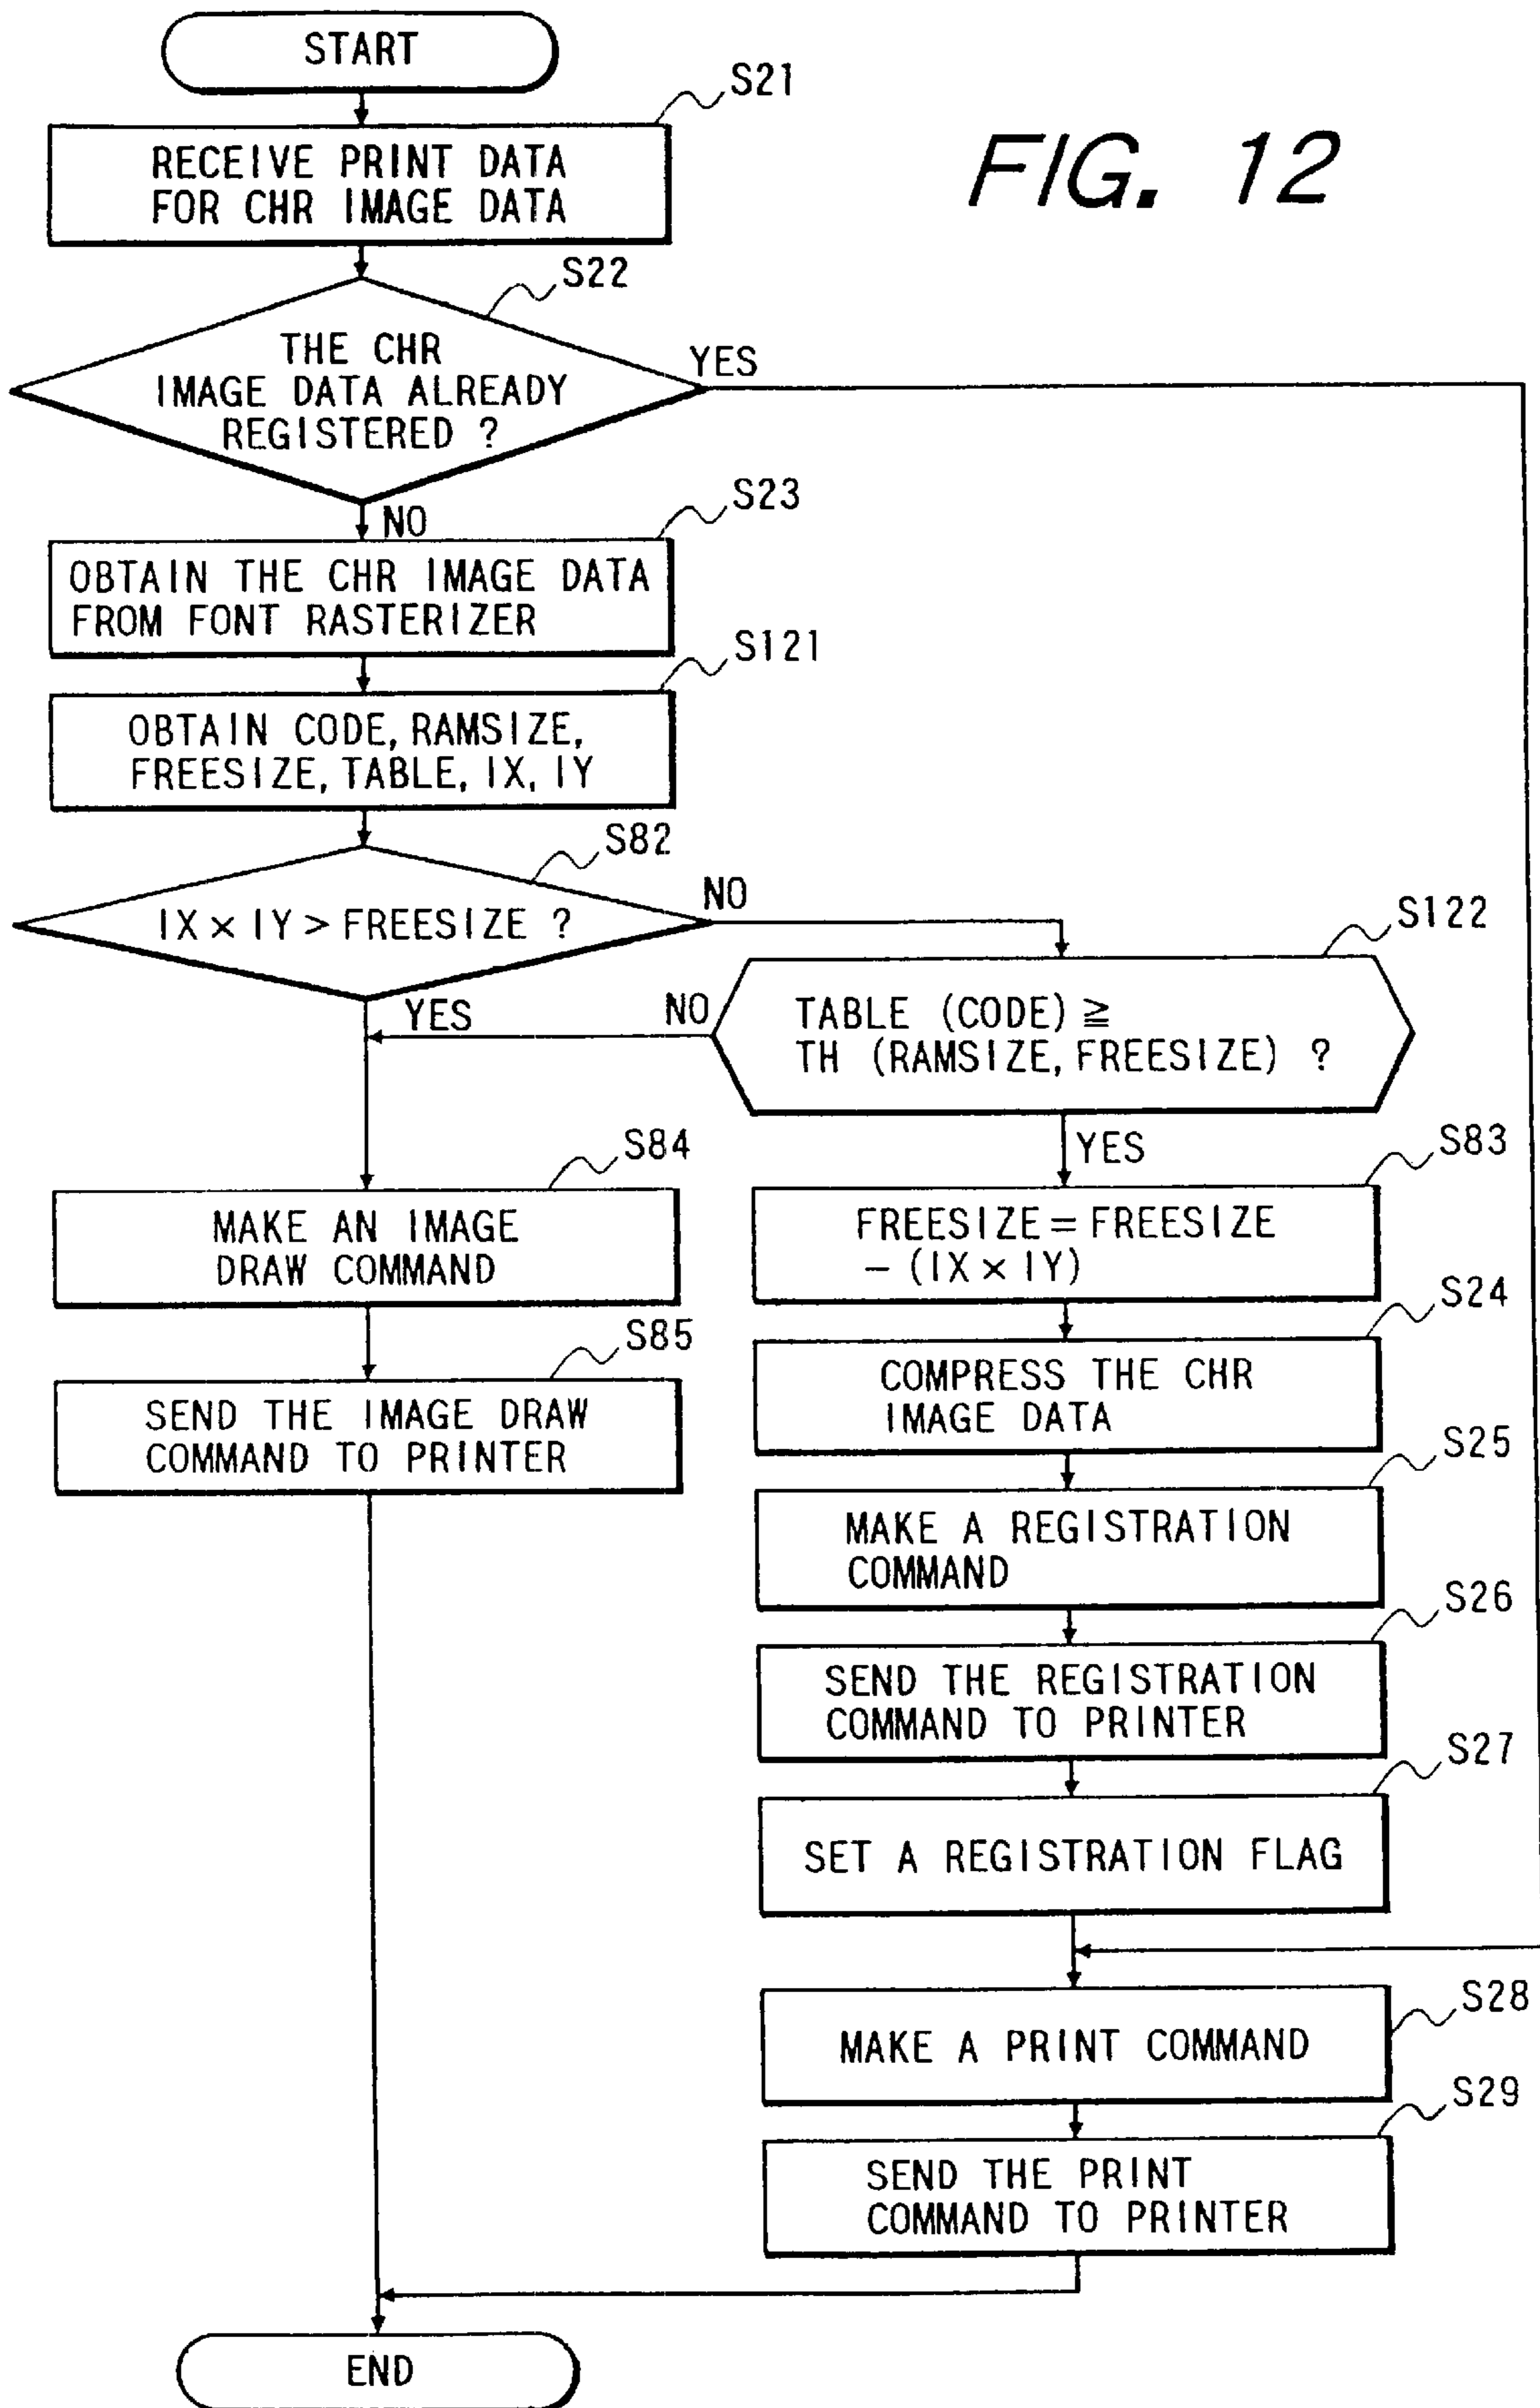 START
S21
FIG. 12
RECEIVE PRINT DATA
FOR CHR IMAGE DATA
S22
THE CHR
IMAGE DATA ALREADY
REGISTERED ?
YES
NO
S23
OBTAIN THE CHR IMAGE DATA
FROM FONT RASTERIZER
S121
OBTAIN CODE, RAMSIZE,
FREESIZE, TABLE, IX, IY
S82
IX × IY > FREESIZE ?
NO
YES
S122
TABLE (CODE) ≧
TH (RAMSIZE, FREESIZE) ?
NO
YES
S84
MAKE AN IMAGE
DRAW COMMAND
S85
SEND THE IMAGE DRAW
COMMAND TO PRINTER
S83
FREESIZE = FREESIZE
- (IX × IY)
S24
COMPRESS THE CHR
IMAGE DATA
S25
MAKE A REGISTRATION
COMMAND
S26
SEND THE REGISTRATION
COMMAND TO PRINTER
S27
SET A REGISTRATION FLAG
S28
MAKE A PRINT COMMAND
S29
SEND THE PRINT
COMMAND TO PRINTER
END